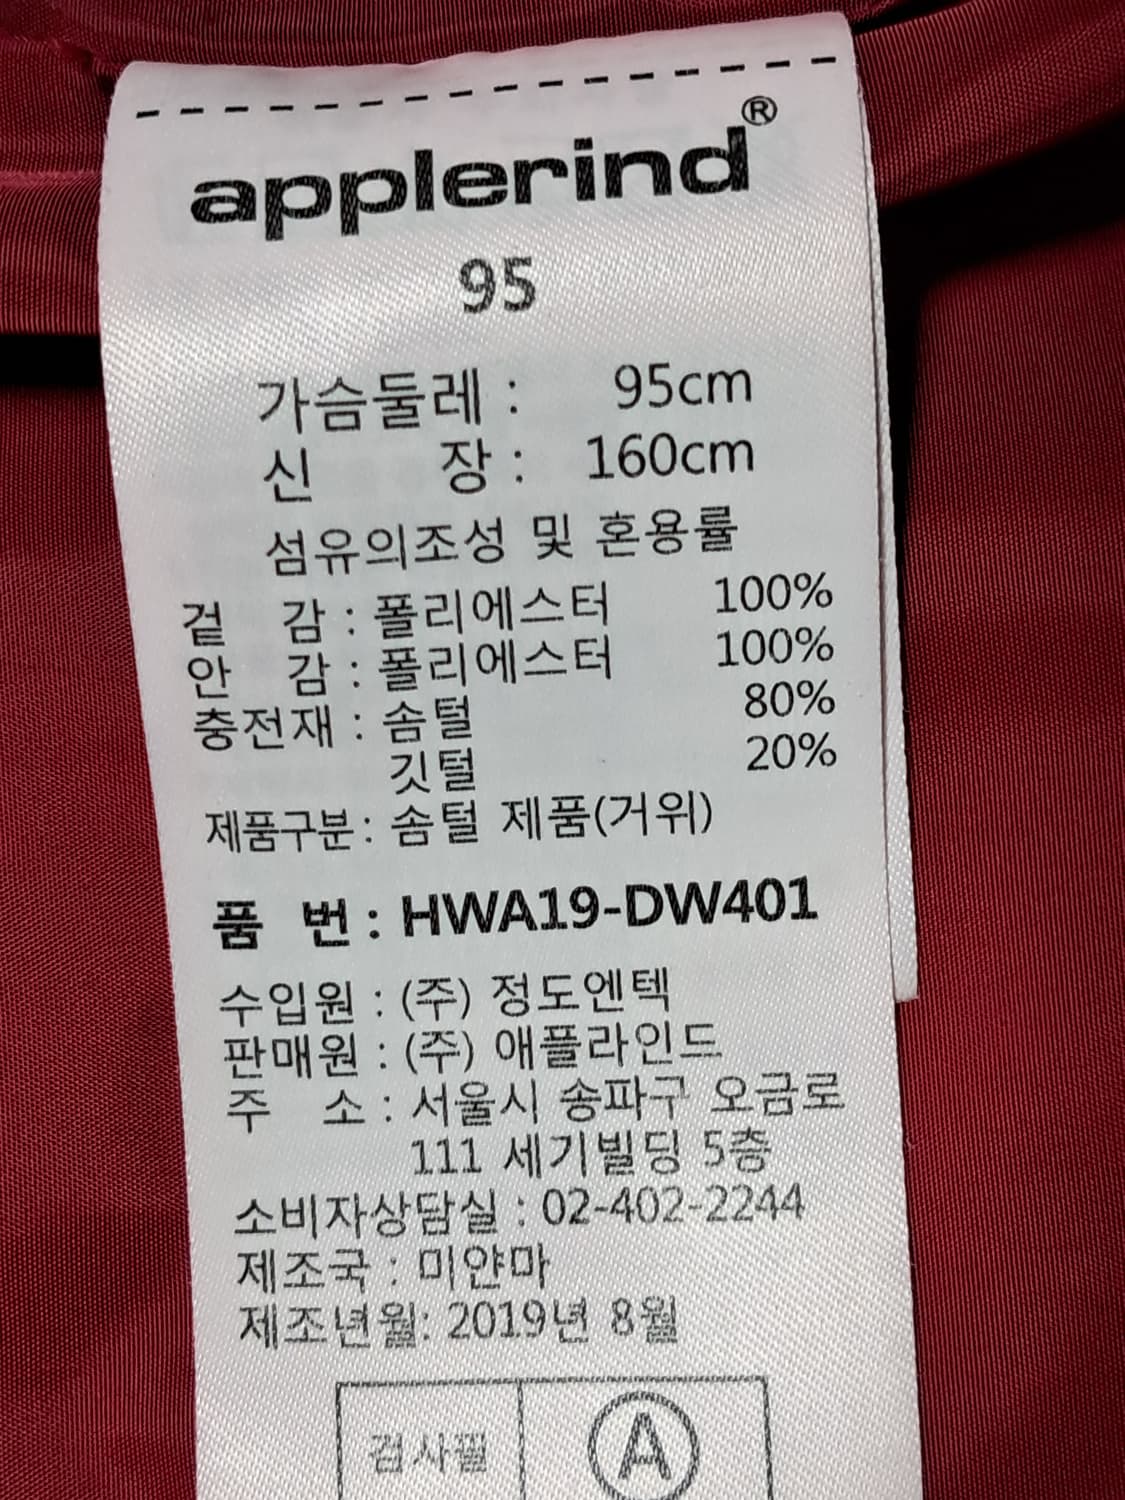 applerind®
95
가슴둘레 : 95cm
신 장 : 160cm
섬유의조성 및 혼용률
겉 감 : 폴리에스터 100%
안 감 : 폴리에스터 100%
충전재 : 솜털 80%
깃털 20%
제품구분 : 솜털 제품(거위)
품 번 : HWA19-DW401
수입원 : (주) 정도엔텍
판매원 : (주) 애플라인드
주 소 : 서울시 송파구 오금로
111 세기빌딩 5층
소비자상담실 : 02-402-2244
제조국 : 미얀마
제조년월: 2019년 8월
검사필 Ⓐ